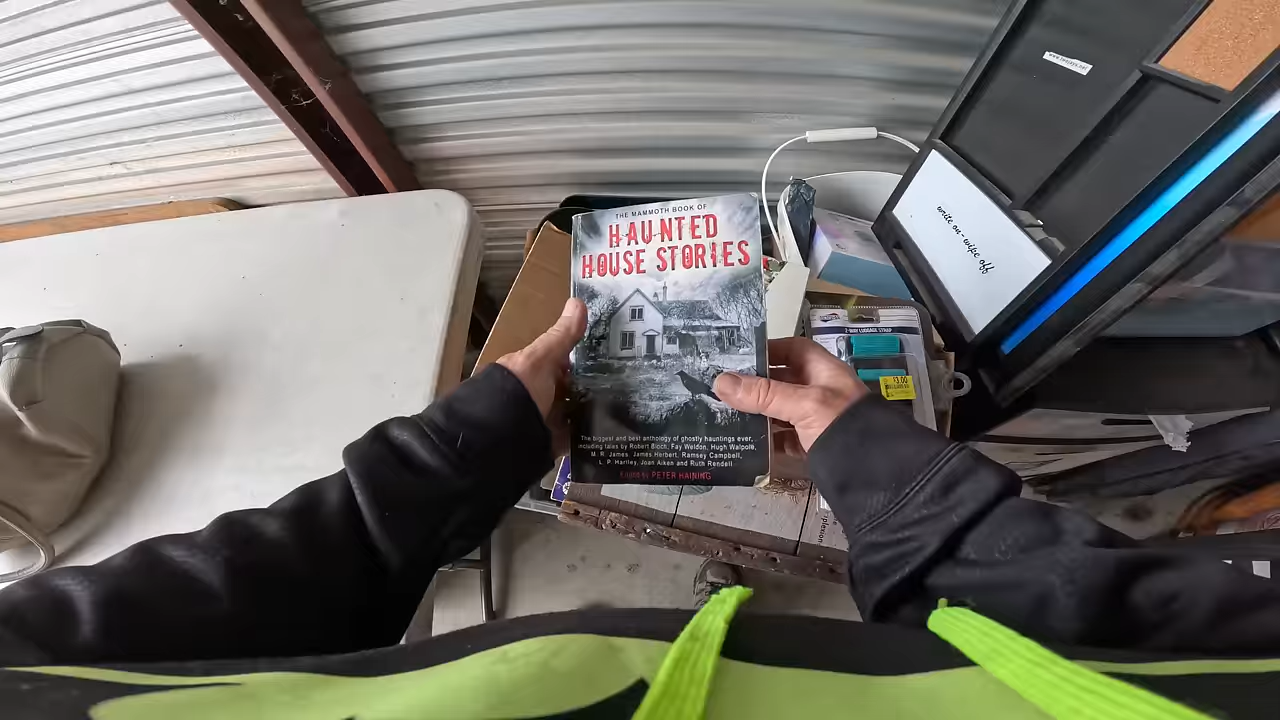 THE MAMMOTH BOOK OF
HAUNTED
HOUSE STORIES
The biggest and best anthology of ghostly hauntings ever,
including tales by Robert Bloch, Fay Weldon, Hugh Walpole,
M. R. James, James Herbert, Ramsey Campbell,
L. P. Hartley, Joan Aiken and Ruth Rendell
Edited by PETER HAINING
write on - wipe off
2-WAY LUGGAGE STRAP
$3.00